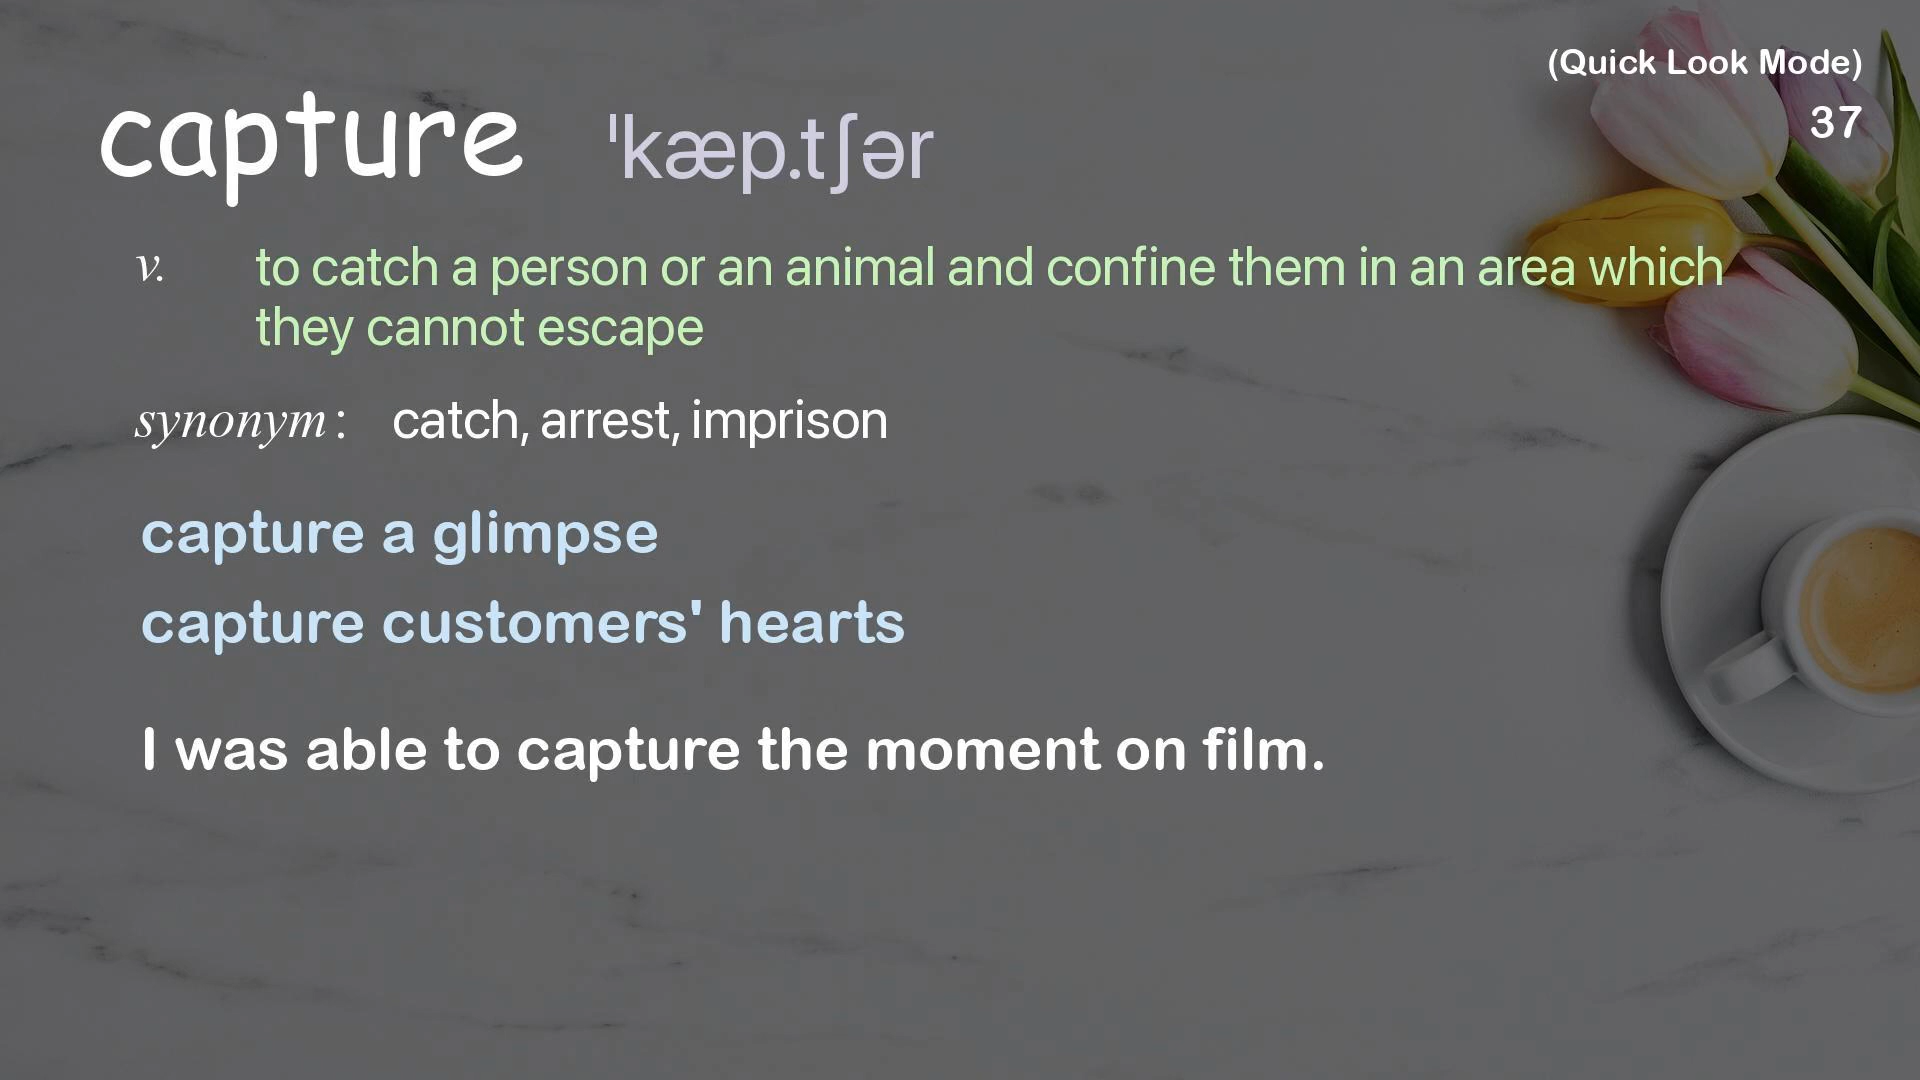 (Quick Look Mode)
37
capture ˈkæp.tʃər
v. to catch a person or an animal and confine them in an area which
they cannot escape
synonym: catch, arrest, imprison
capture a glimpse
capture customers' hearts
I was able to capture the moment on film.